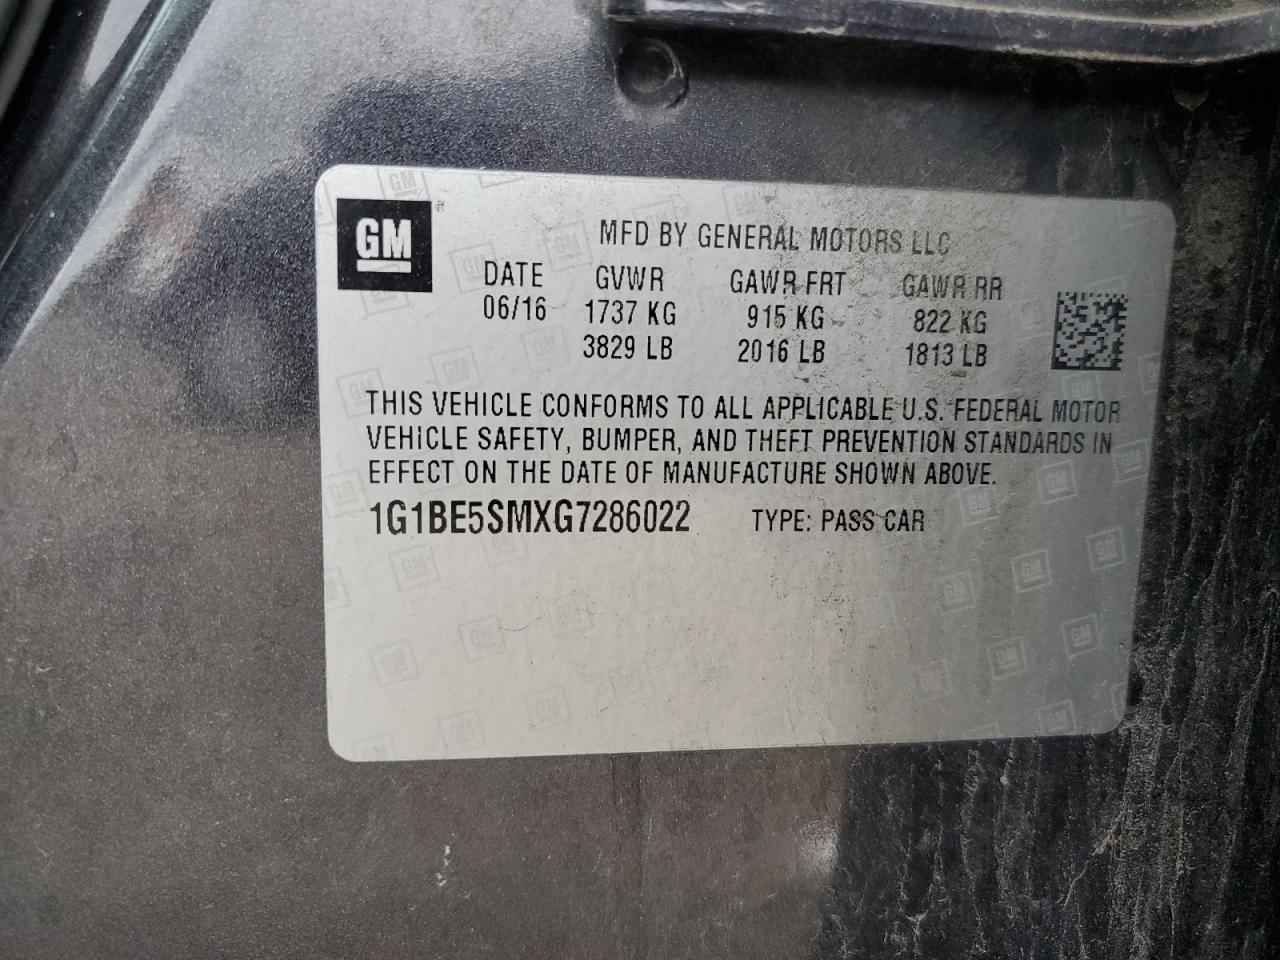 GM ®
MFD BY GENERAL MOTORS LLC
DATE GVWR GAWR FRT GAWR RR
06/16 1737 KG 915 KG 822 KG
3829 LB 2016 LB 1813 LB
THIS VEHICLE CONFORMS TO ALL APPLICABLE U.S. FEDERAL MOTOR
VEHICLE SAFETY, BUMPER, AND THEFT PREVENTION STANDARDS IN
EFFECT ON THE DATE OF MANUFACTURE SHOWN ABOVE.
1G1BE5SMXG7286022 TYPE: PASS CAR